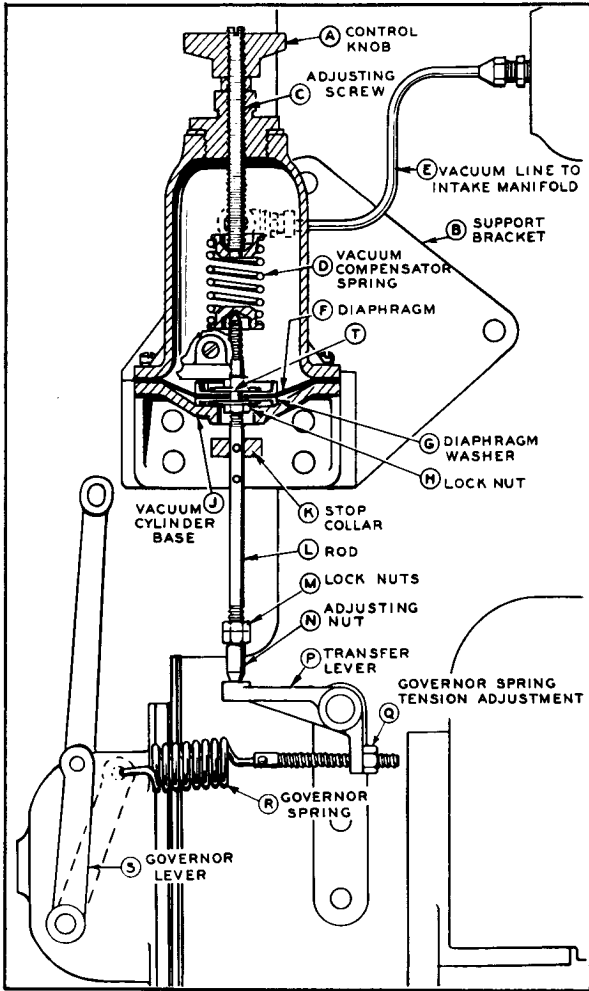 A CONTROL
KNOB
C ADJUSTING
SCREW
E VACUUM LINE TO
INTAKE MANIFOLD
B SUPPORT
BRACKET
D VACUUM
COMPENSATOR
SPRING
F DIAPHRAGM
T
G DIAPHRAGM
WASHER
H LOCK NUT
J
VACUUM
CYLINDER
BASE
K STOP
COLLAR
L ROD
M LOCK NUTS
N ADJUSTING
NUT
P TRANSFER
LEVER
GOVERNOR SPRING
TENSION ADJUSTMENT
Q
R GOVERNOR
SPRING
S GOVERNOR
LEVER